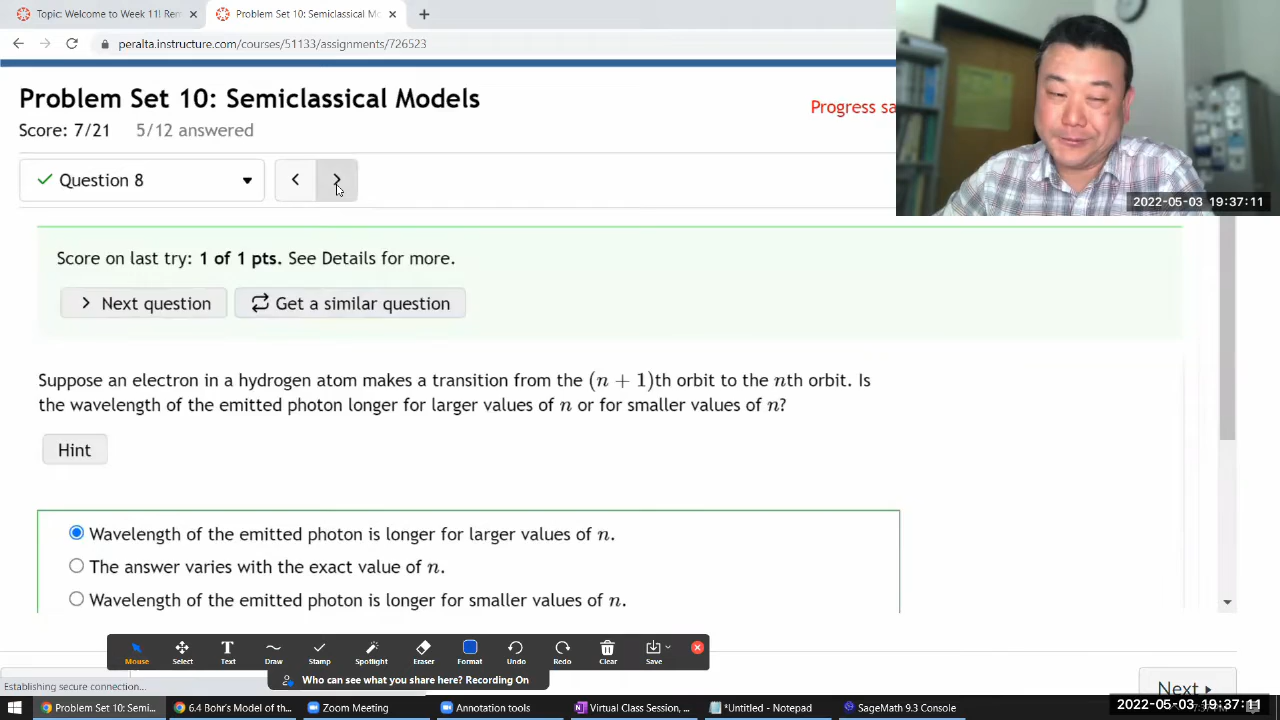 Topic: Welcome to Week 11! Rem
Problem Set 10: Semiclassical Mo
peralta.instructure.com/courses/51133/assignments/726523
Problem Set 10: Semiclassical Models
Progress sa
Score: 7/21 5/12 answered
Question 8
2022-05-03 19:37:11
Score on last try: 1 of 1 pts. See Details for more.
Next question
Get a similar question
Suppose an electron in a hydrogen atom makes a transition from the (n + 1)th orbit to the nth orbit. Is
the wavelength of the emitted photon longer for larger values of n or for smaller values of n?
Hint
Wavelength of the emitted photon is longer for larger values of n.
The answer varies with the exact value of n.
Wavelength of the emitted photon is longer for smaller values of n.
Mouse Select Text Draw Stamp Spotlight Eraser Format Undo Redo Clear Save
Who can see what you share here? Recording On
Establishing secure connection...
Next
Problem Set 10: Semi... 6.4 Bohr's Model of th... Zoom Meeting Annotation tools Virtual Class Session, ... *Untitled - Notepad SageMath 9.3 Console
2022-05-03 19:37:11